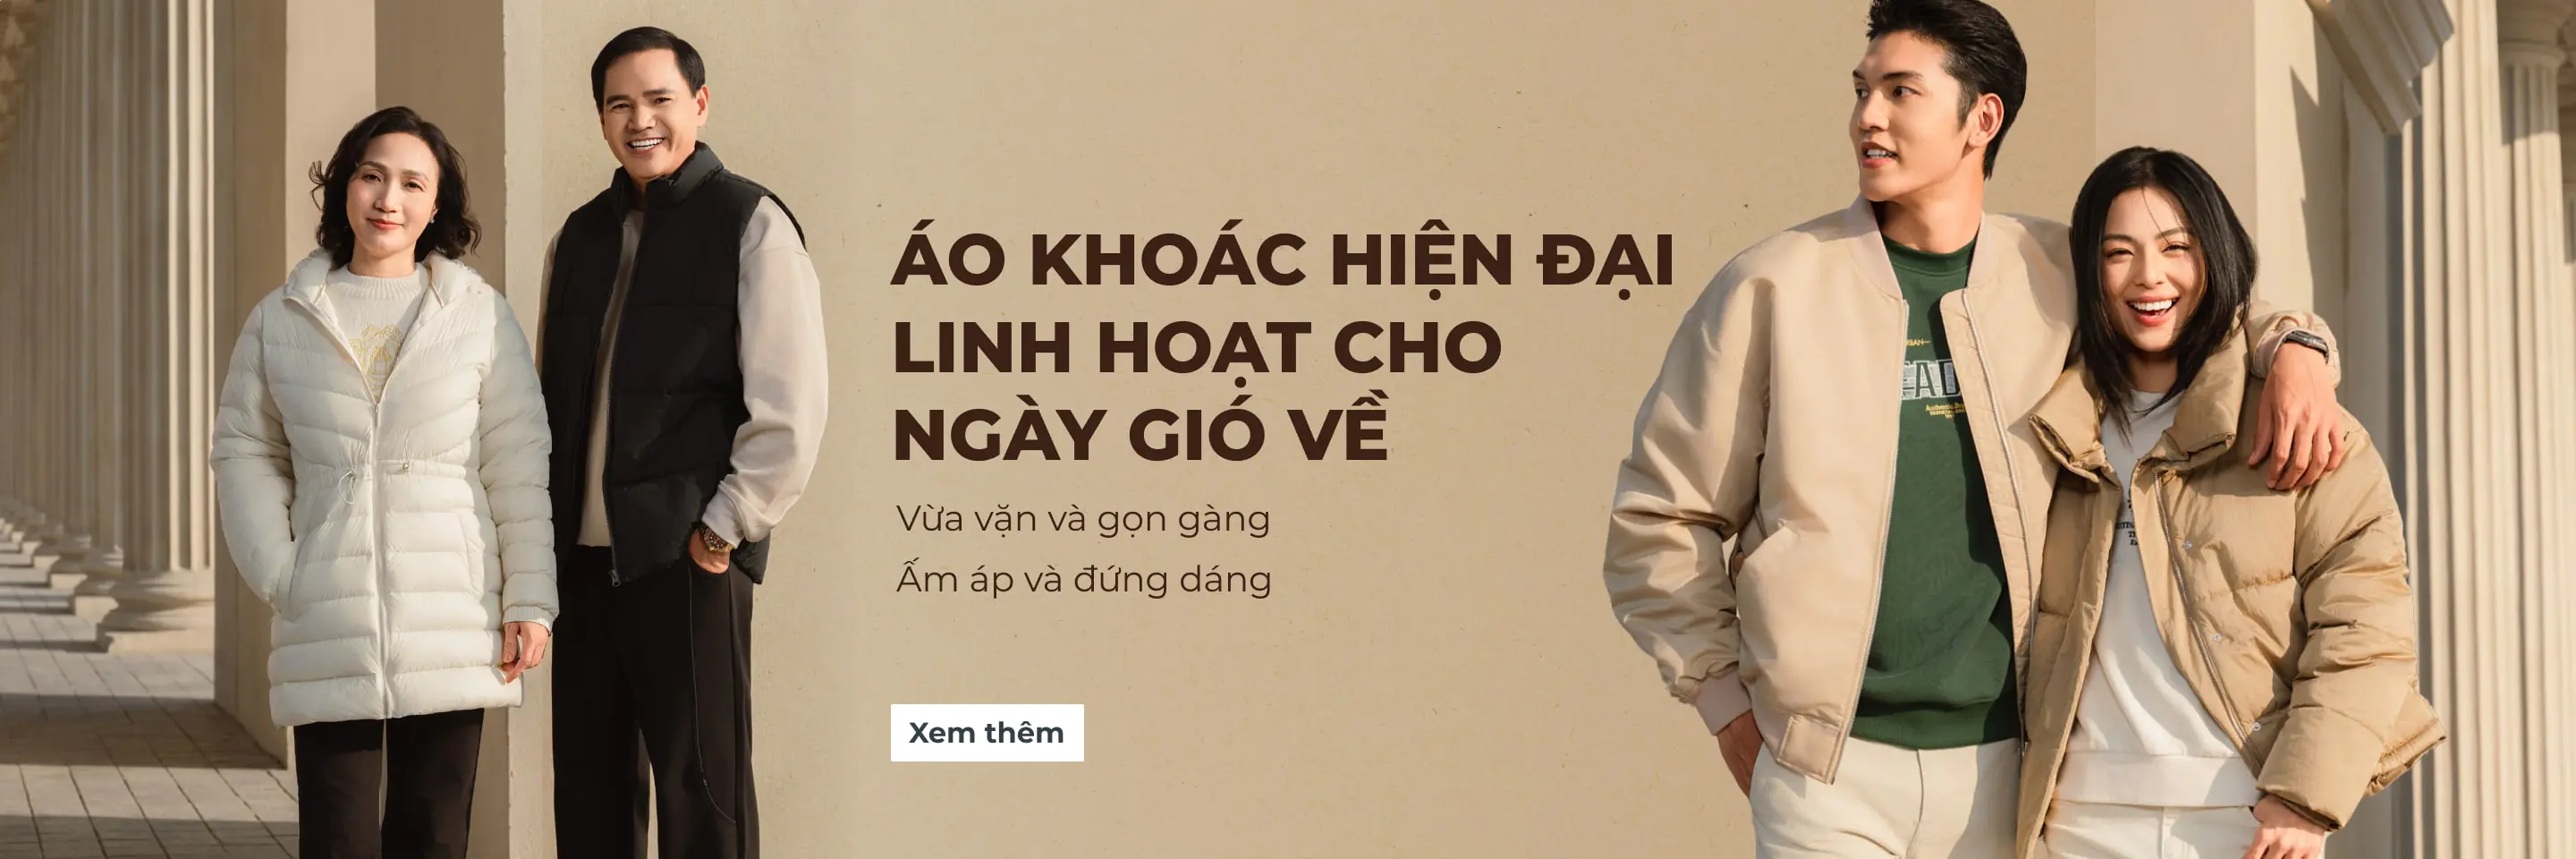 ÁO KHOÁC HIỆN ĐẠI
LINH HOẠT CHO
NGÀY GIÓ VỀ
Vừa vặn và gọn gàng
Ấm áp và đứng dáng
Xem thêm